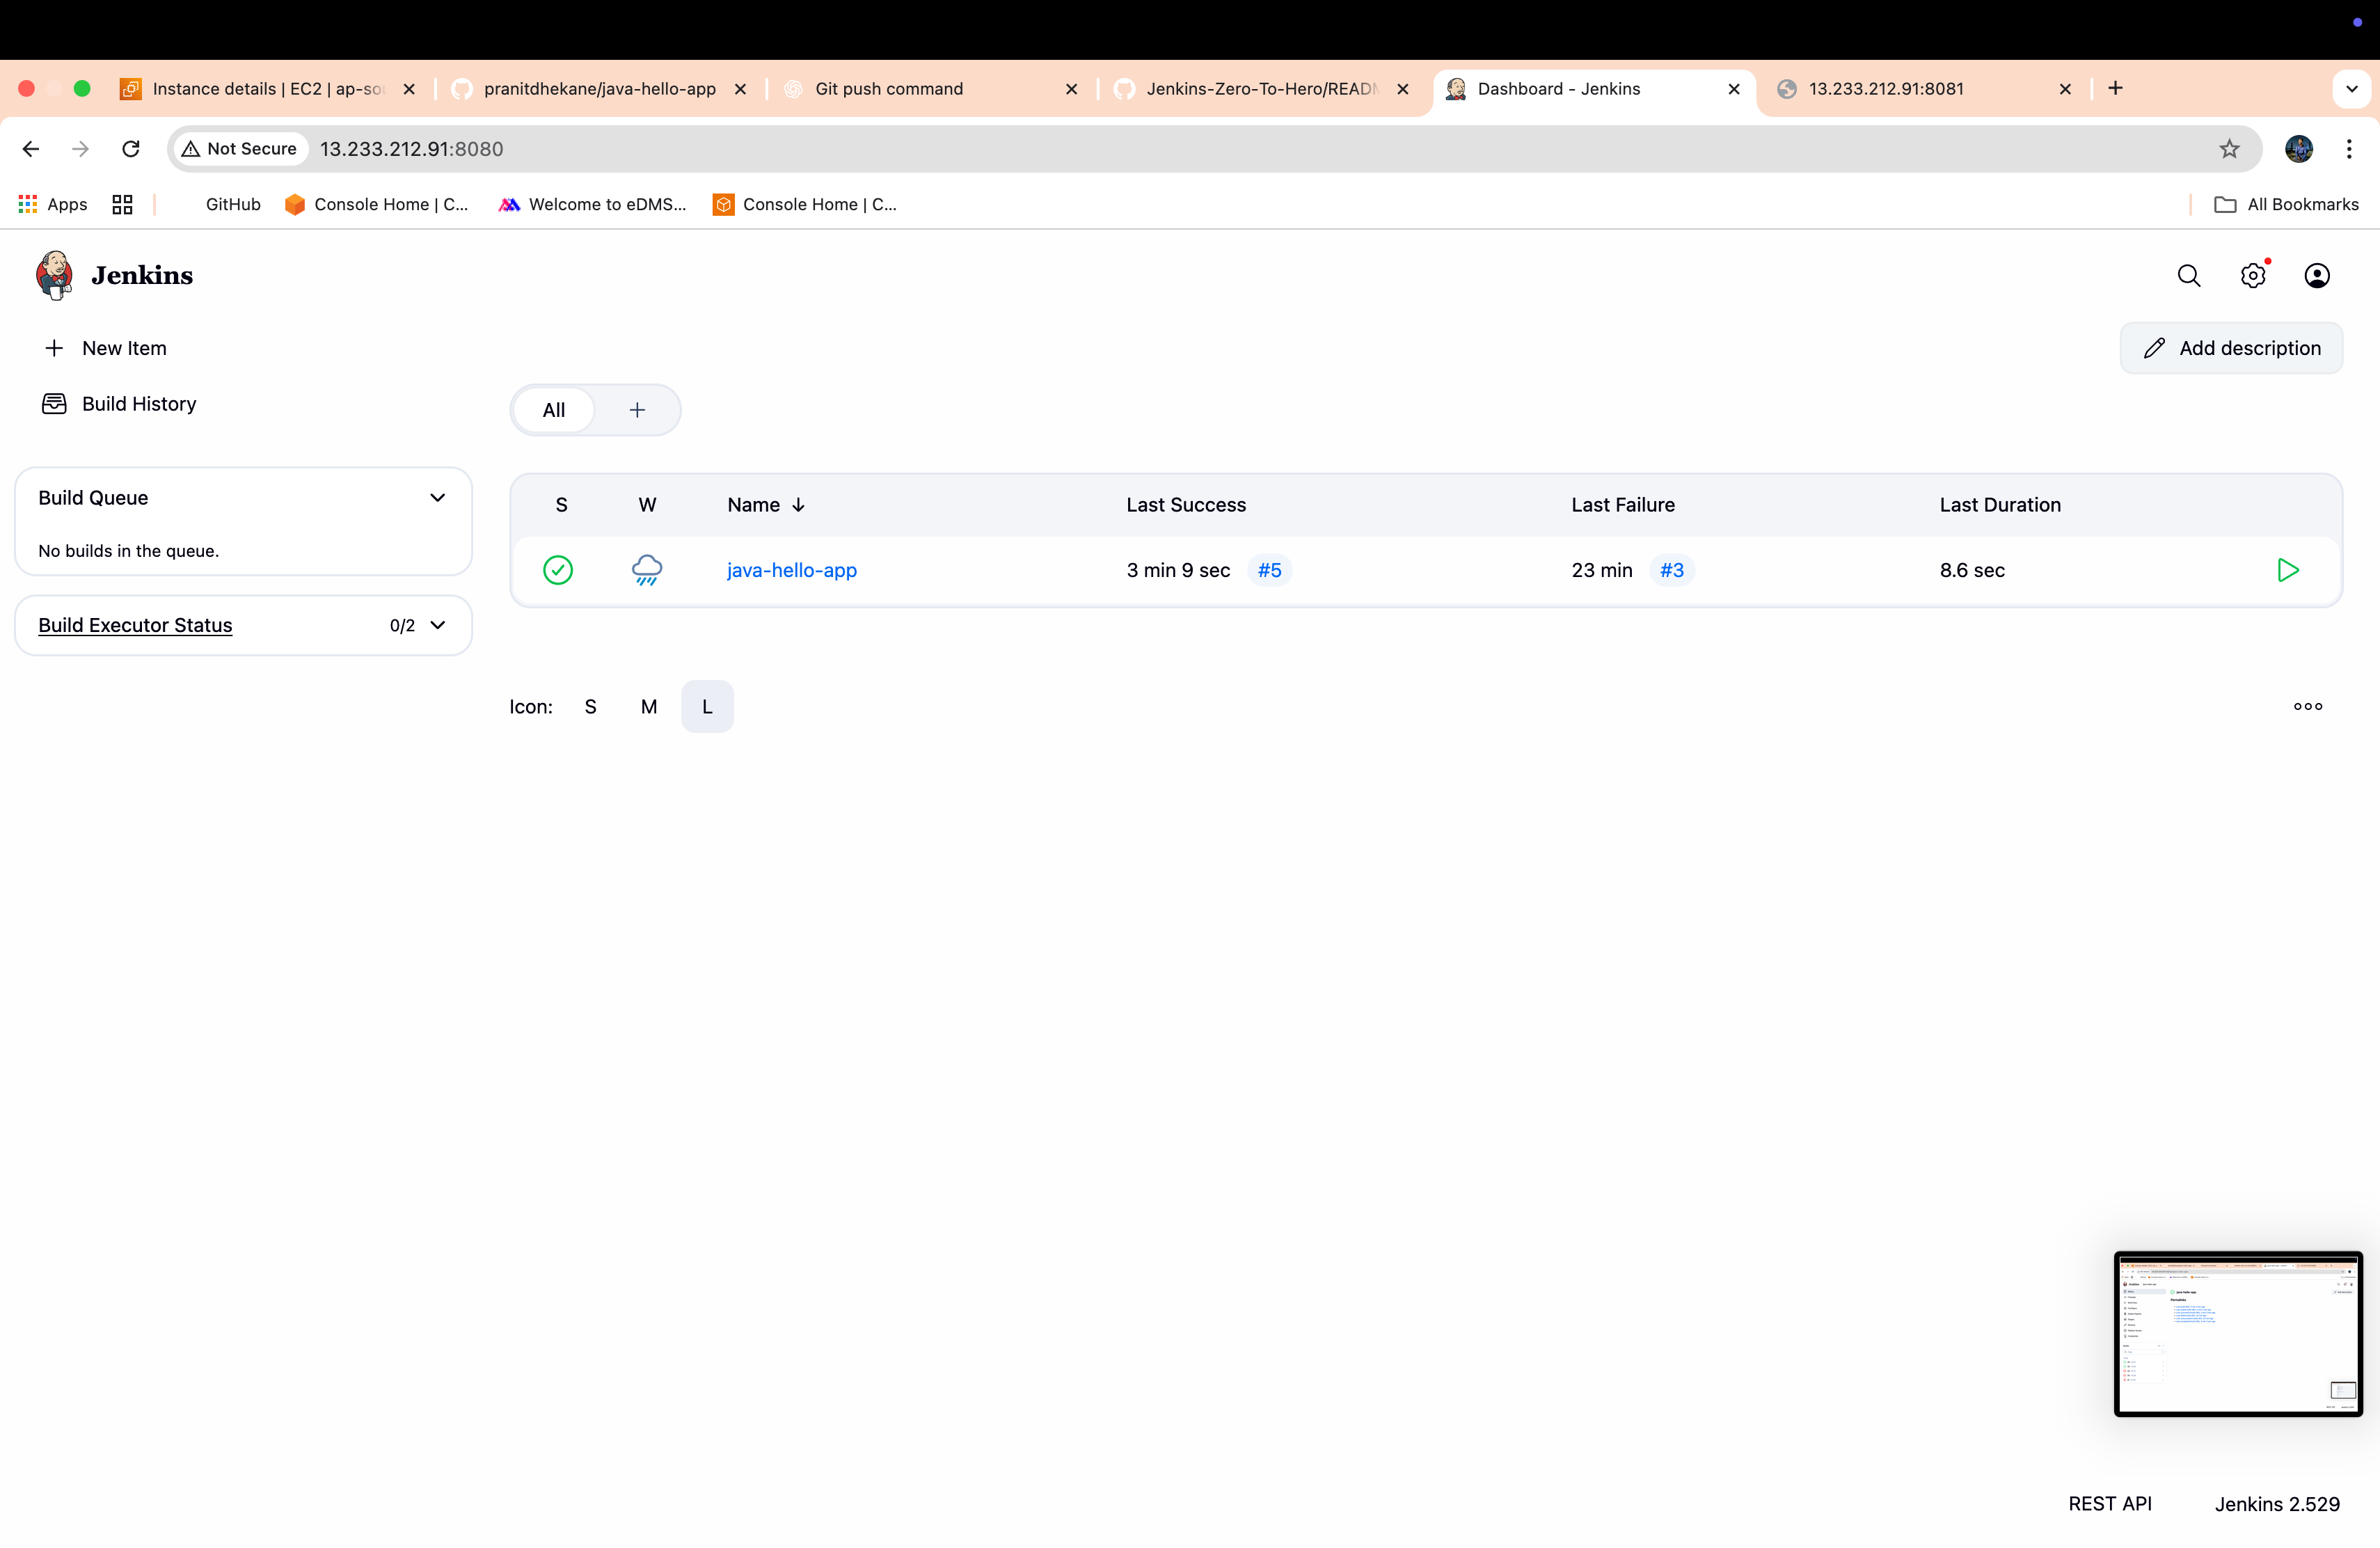 Instance details | EC2 | ap-sou
pranitdhekane/java-hello-app
Git push command
Jenkins-Zero-To-Hero/READM
Dashboard - Jenkins
13.233.212.91:8081
Not Secure
13.233.212.91:8080
Apps
GitHub
Console Home | C...
Welcome to eDMS...
Console Home | C...
All Bookmarks
Jenkins
New Item
Add description
Build History
All
Build Queue
No builds in the queue.
Build Executor Status
0/2
S W Name ↓ Last Success Last Failure Last Duration
java-hello-app 3 min 9 sec #5 23 min #3 8.6 sec
Icon: S M L
REST API
Jenkins 2.529